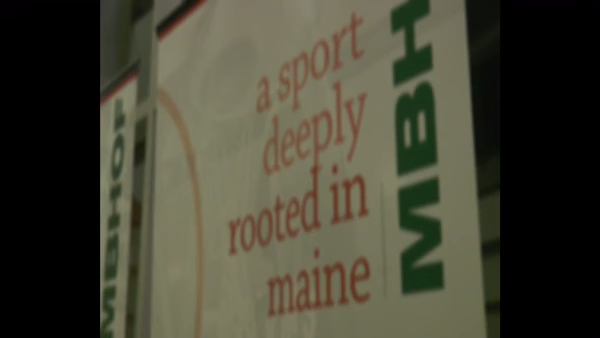 a sport
deeply
rooted in
maine
MBH
MBHOF